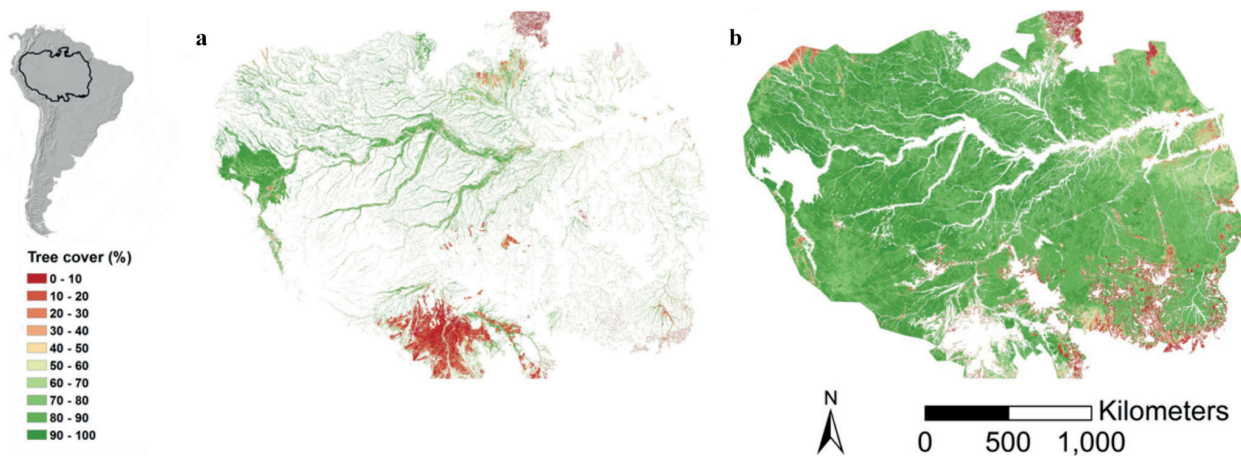 a
b
Tree cover (%)
0 - 10
10 - 20
20 - 30
30 - 40
40 - 50
50 - 60
60 - 70
70 - 80
80 - 90
90 - 100
N
Kilometers
0 500 1,000